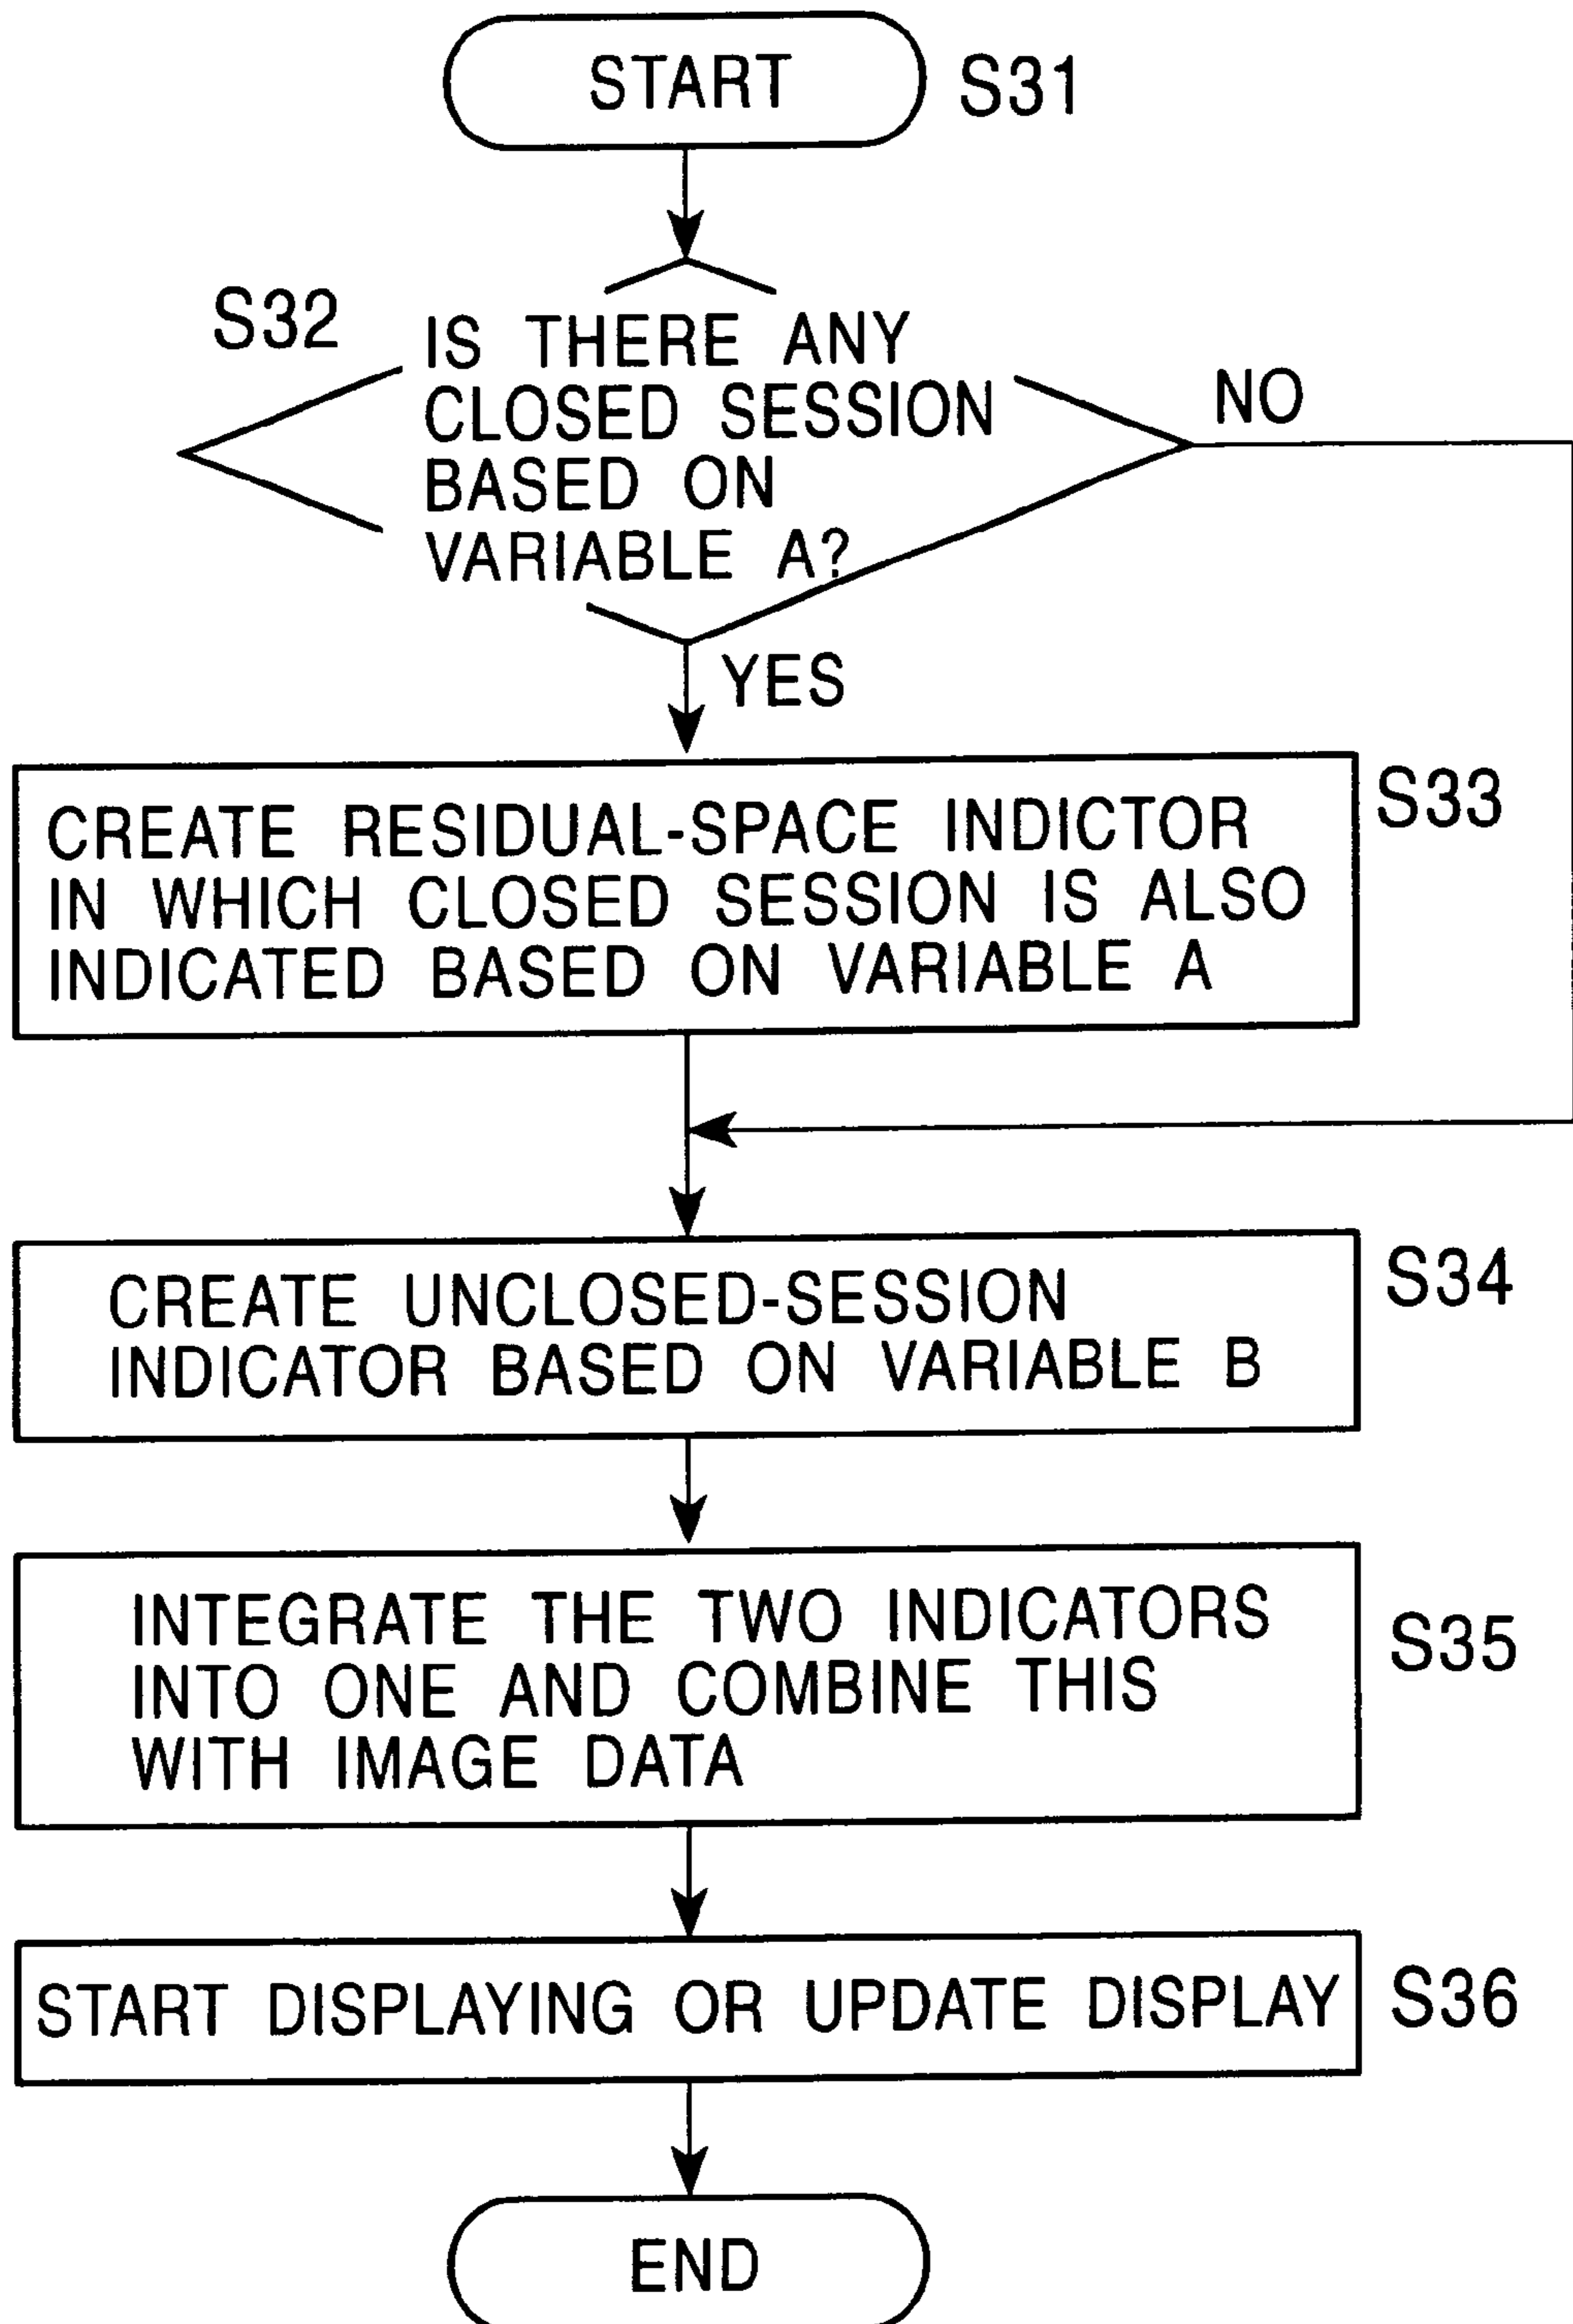 START
S31
S32
IS THERE ANY
CLOSED SESSION
BASED ON
VARIABLE A?
NO
YES
CREATE RESIDUAL-SPACE INDICTOR
IN WHICH CLOSED SESSION IS ALSO
INDICATED BASED ON VARIABLE A
S33
CREATE UNCLOSED-SESSION
INDICATOR BASED ON VARIABLE B
S34
INTEGRATE THE TWO INDICATORS
INTO ONE AND COMBINE THIS
WITH IMAGE DATA
S35
START DISPLAYING OR UPDATE DISPLAY
S36
END